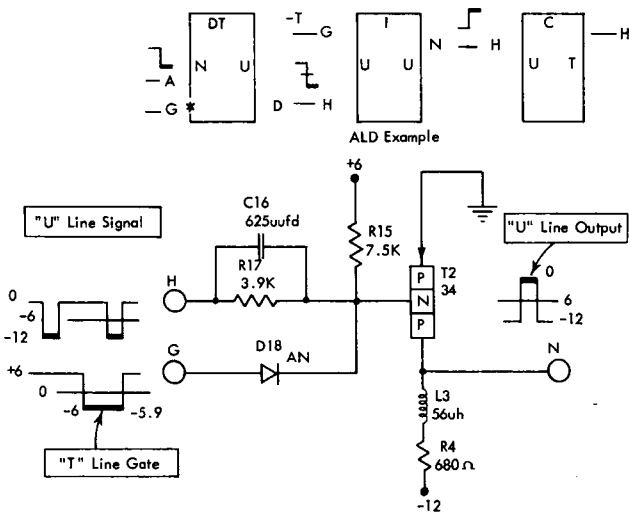 DT
N U
A
G *
-T
G
D H
I
U U
N
H
C
U T
H
ALD Example
"U" Line Signal
0
-6
-12
H
C16
625uufd
R17
3.9K
+6
R15
7.5K
P
N
P
T2
34
"U" Line Output
0
6
-12
+6
0
-6
-5.9
G
D18
AN
"T" Line Gate
N
L3
56uh
R4
680Ω
-12